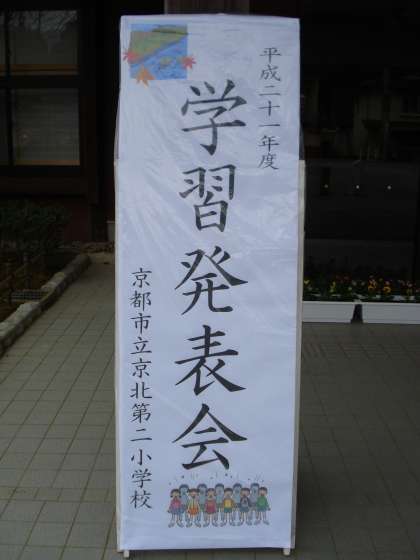 平成二十一年度
学習発表会
京都市立京北第二小学校